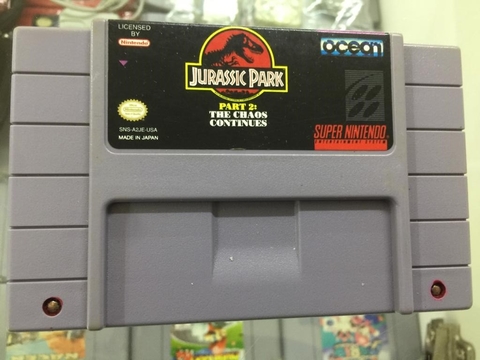 LICENSED
BY
Nintendo
JURASSIC PARK
PART 2:
THE CHAOS
CONTINUES
ocean
SNS-A2JE-USA
MADE IN JAPAN
SUPER NINTENDO
ENTERTAINMENT SYSTEM